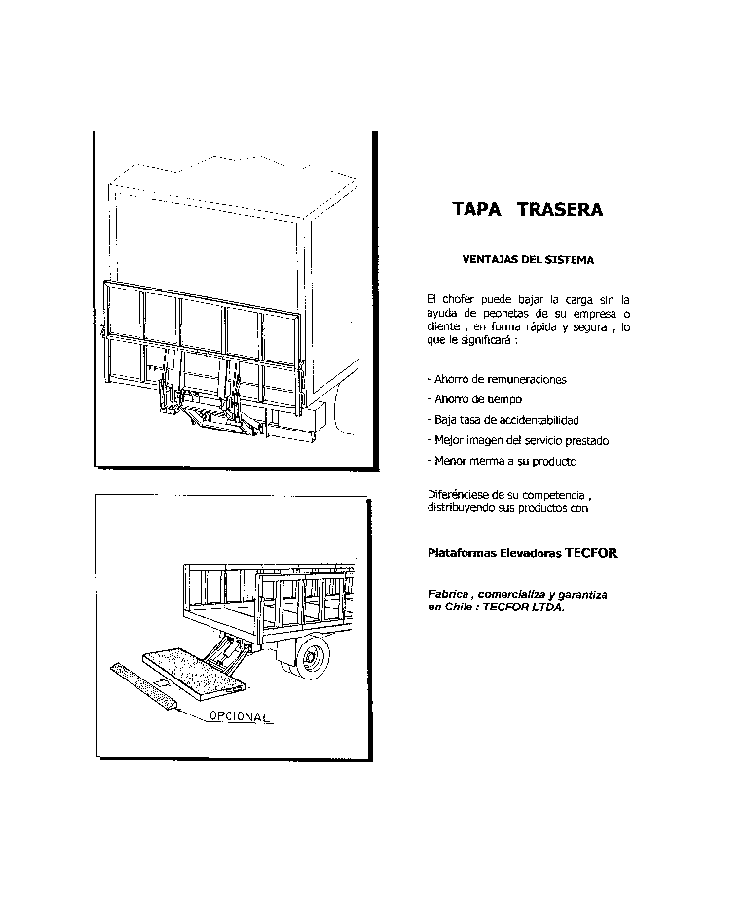 TAPA TRASERA
VENTAJAS DEL SISTEMA
El chofer puede bajar la carga sin la
ayuda de peonetas de su empresa o
cliente , en forma rápida y segura , lo
que le significará :
- Ahorro de remuneraciones
- Ahorro de tiempo
- Baja tasa de accidentabilidad
- Mejor imagen del servicio prestado
- Menor merma a su producto
Diferénciese de su competencia ,
distribuyendo sus productos con
Plataformas Elevadoras TECFOR
Fabrica , comercializa y garantiza
en Chile : TECFOR LTDA.
OPCIONAL